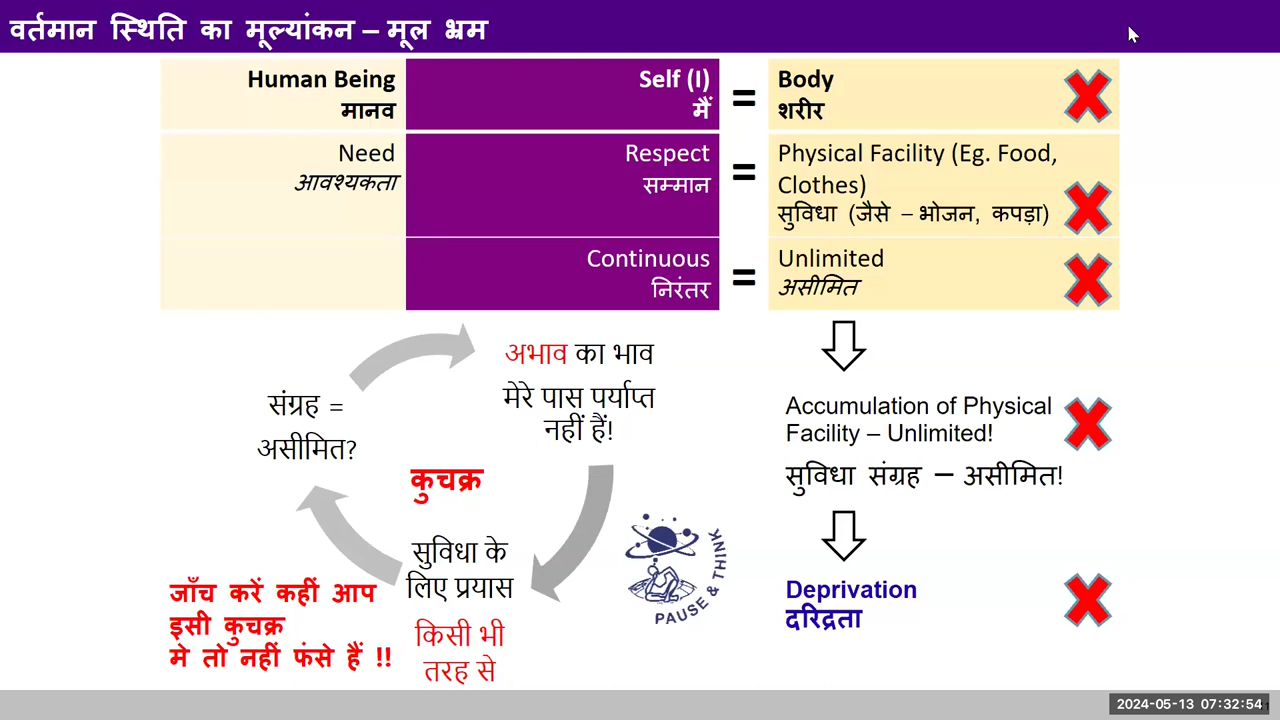 वर्तमान स्थिति का मूल्यांकन – मूल भ्रम
Human Being
मानव
Self (I)
मैं
=
Body
शरीर
Need
आवश्यकता
Respect
सम्मान
=
Physical Facility (Eg. Food,
Clothes)
सुविधा (जैसे – भोजन, कपड़ा)
Continuous
निरंतर
=
Unlimited
असीमित
अभाव का भाव
मेरे पास पर्याप्त
नहीं हैं!
संग्रह =
असीमित?
कुचक्र
सुविधा के
लिए प्रयास
किसी भी
तरह से
जाँच करें कहीं आप
इसी कुचक्र
मे तो नहीं फंसे हैं !!
PAUSE & THINK
Accumulation of Physical
Facility – Unlimited!
सुविधा संग्रह – असीमित!
Deprivation
दरिद्रता
2024-05-13 07:32:54